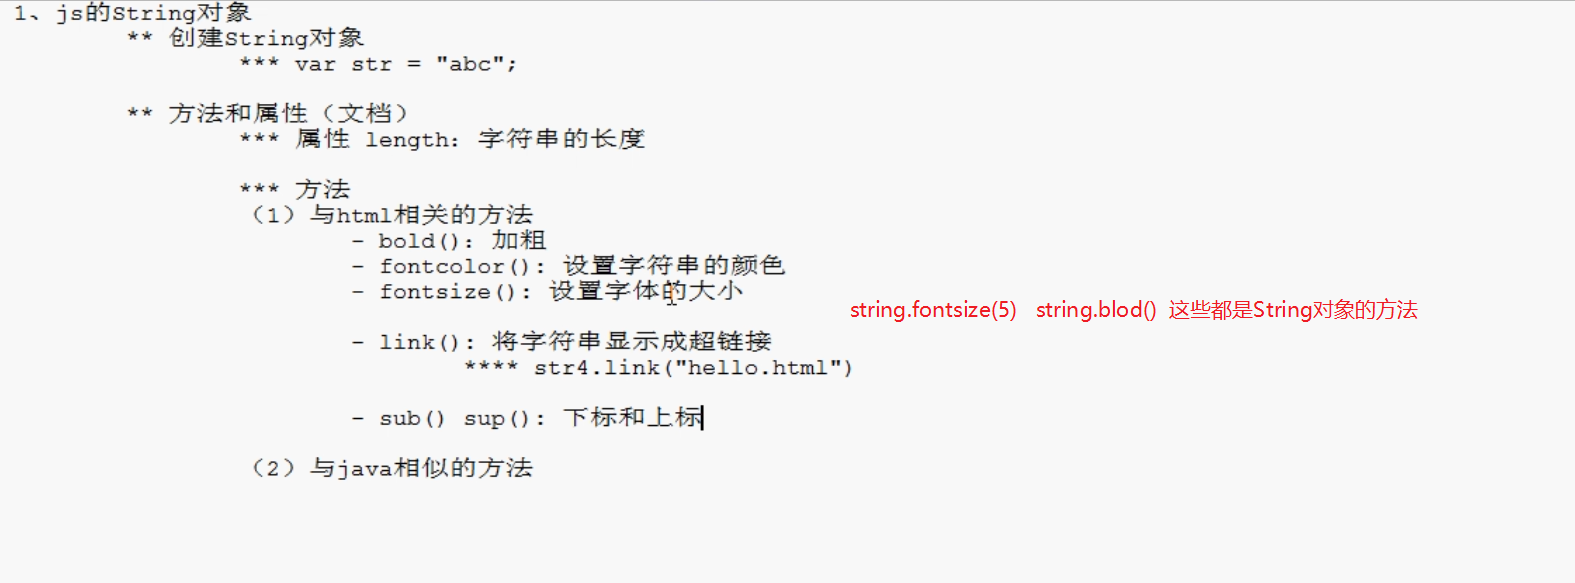 1、js的String对象
** 创建String对象
*** var str = "abc";
** 方法和属性（文档）
*** 属性 length: 字符串的长度
*** 方法
（1）与html相关的方法
- bold(): 加粗
- fontcolor(): 设置字符串的颜色
- fontsize(): 设置字体的大小
string.fontsize(5) string.blod() 这些都是String对象的方法
- link(): 将字符串显示成超链接
**** str4.link("hello.html")
- sub() sup(): 下标和上标
（2）与java相似的方法